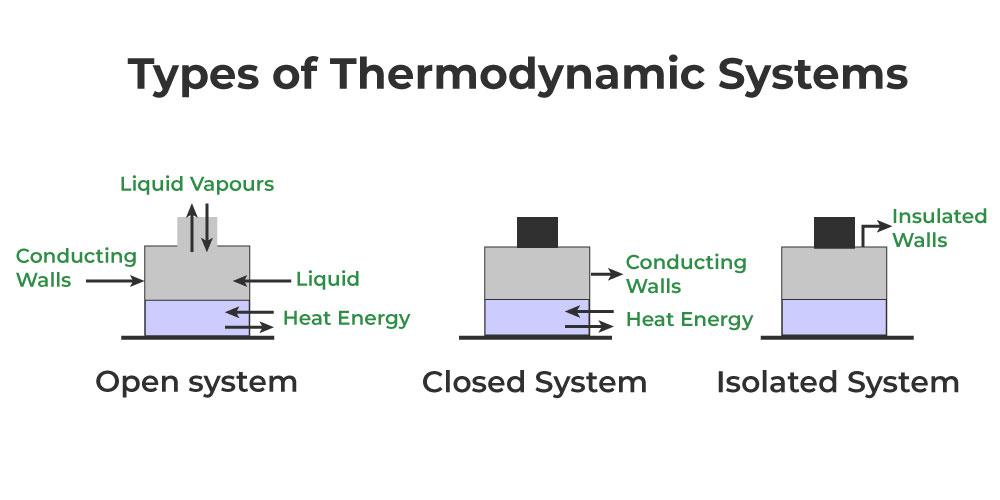 Types of Thermodynamic Systems
Liquid Vapours
Conducting
Walls
Liquid
Heat Energy
Open system
Conducting
Walls
Heat Energy
Closed System
Insulated
Walls
Isolated System